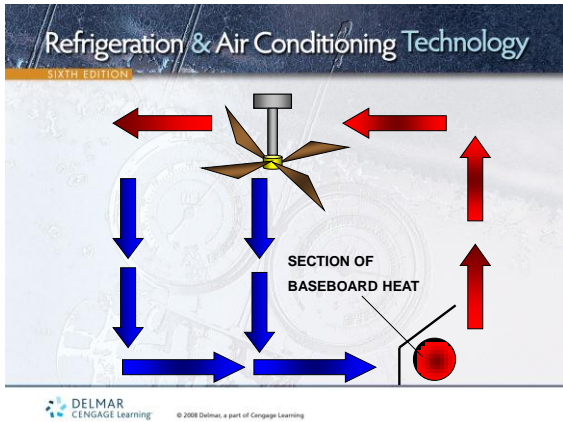 Refrigeration & Air Conditioning Technology
SIXTH EDITION
SECTION OF
BASEBOARD HEAT
DELMAR
CENGAGE Learning
© 2008 Delmar, a part of Cengage Learning